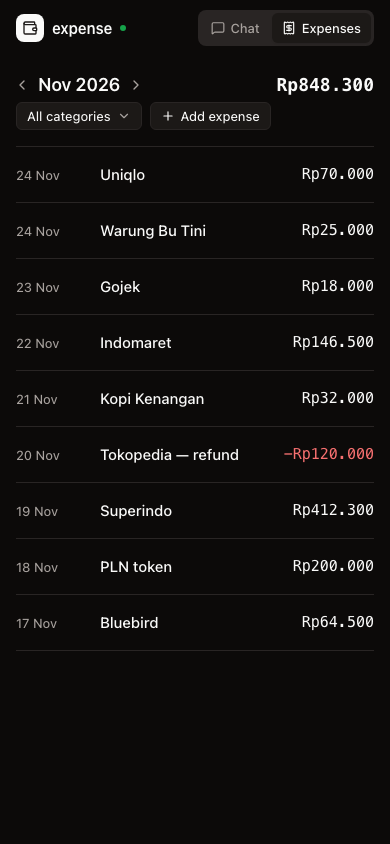 expense
Chat
Expenses
Nov 2026
Rp848.300
All categories
Add expense
24 Nov Uniqlo Rp70.000
24 Nov Warung Bu Tini Rp25.000
23 Nov Gojek Rp18.000
22 Nov Indomaret Rp146.500
21 Nov Kopi Kenangan Rp32.000
20 Nov Tokopedia — refund −Rp120.000
19 Nov Superindo Rp412.300
18 Nov PLN token Rp200.000
17 Nov Bluebird Rp64.500